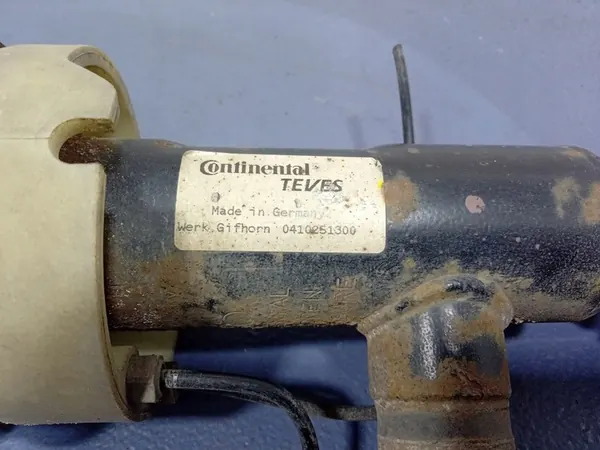 Continental
TEVES
Made in Germany
Werk Gifhorn 0410251300